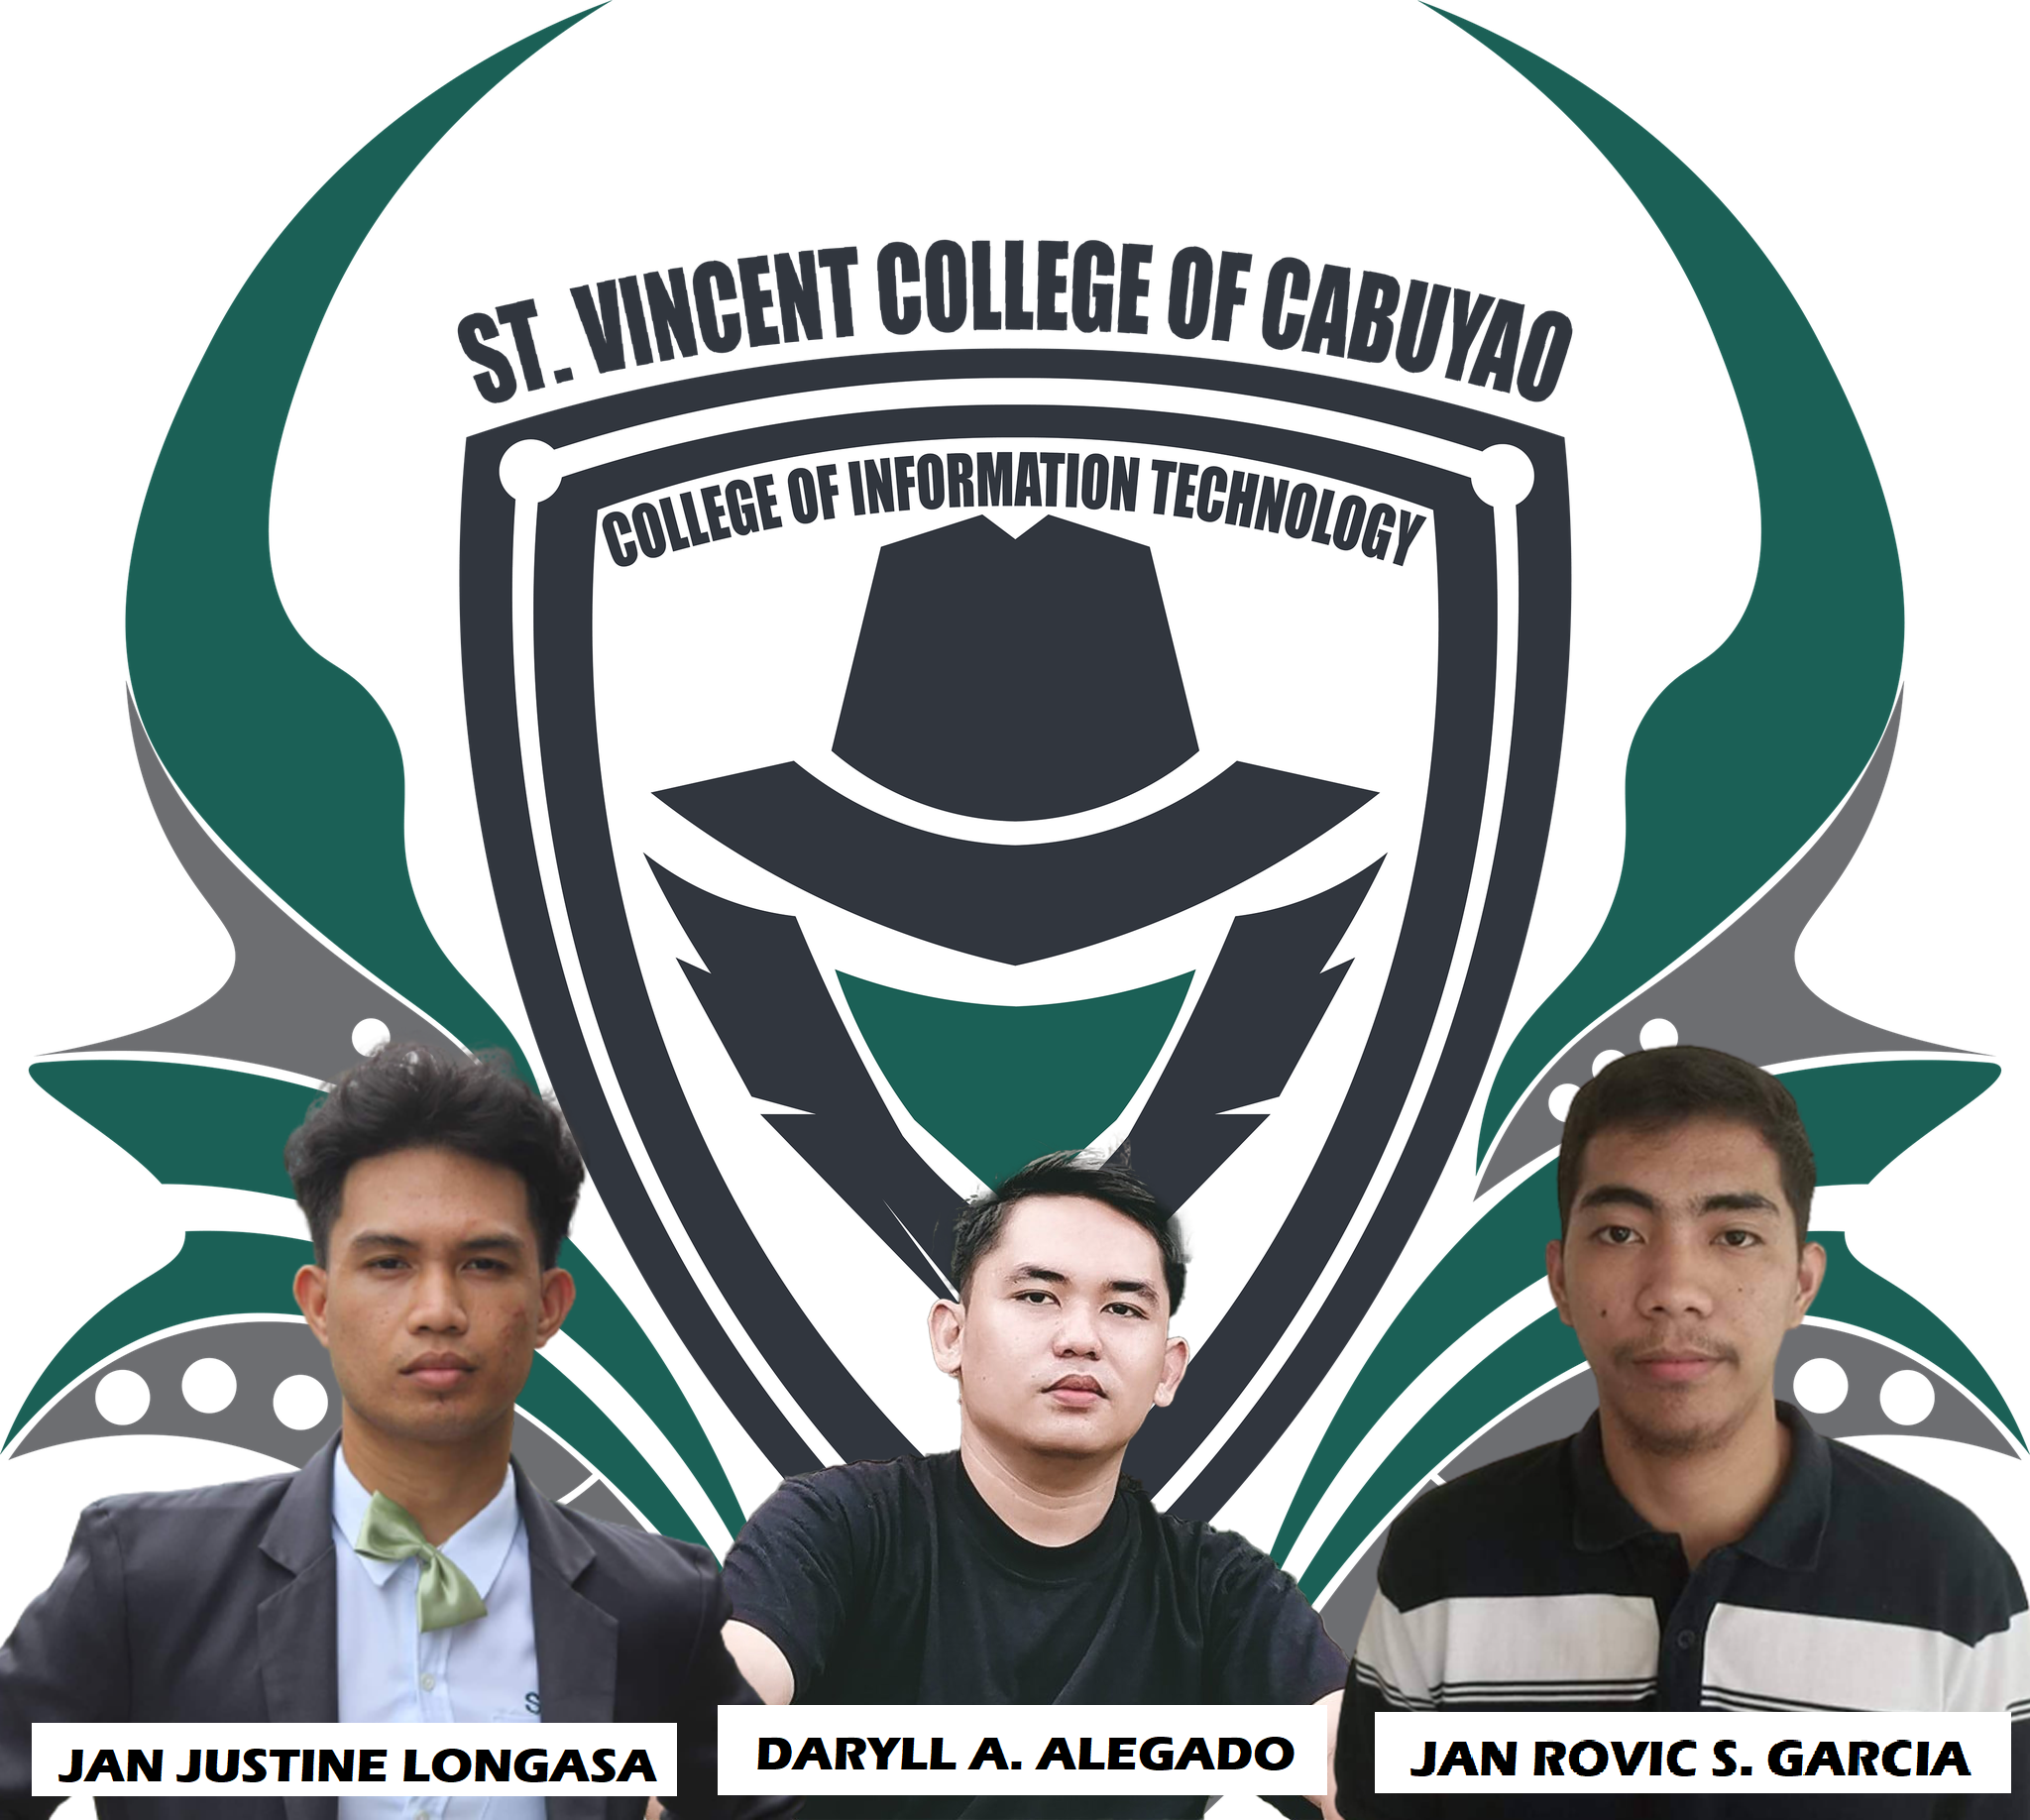 ST. VINCENT COLLEGE OF CABUYAO
COLLEGE OF INFORMATION TECHNOLOGY
JAN JUSTINE LONGASA
DARYLL A. ALEGADO
JAN ROVIC S. GARCIA